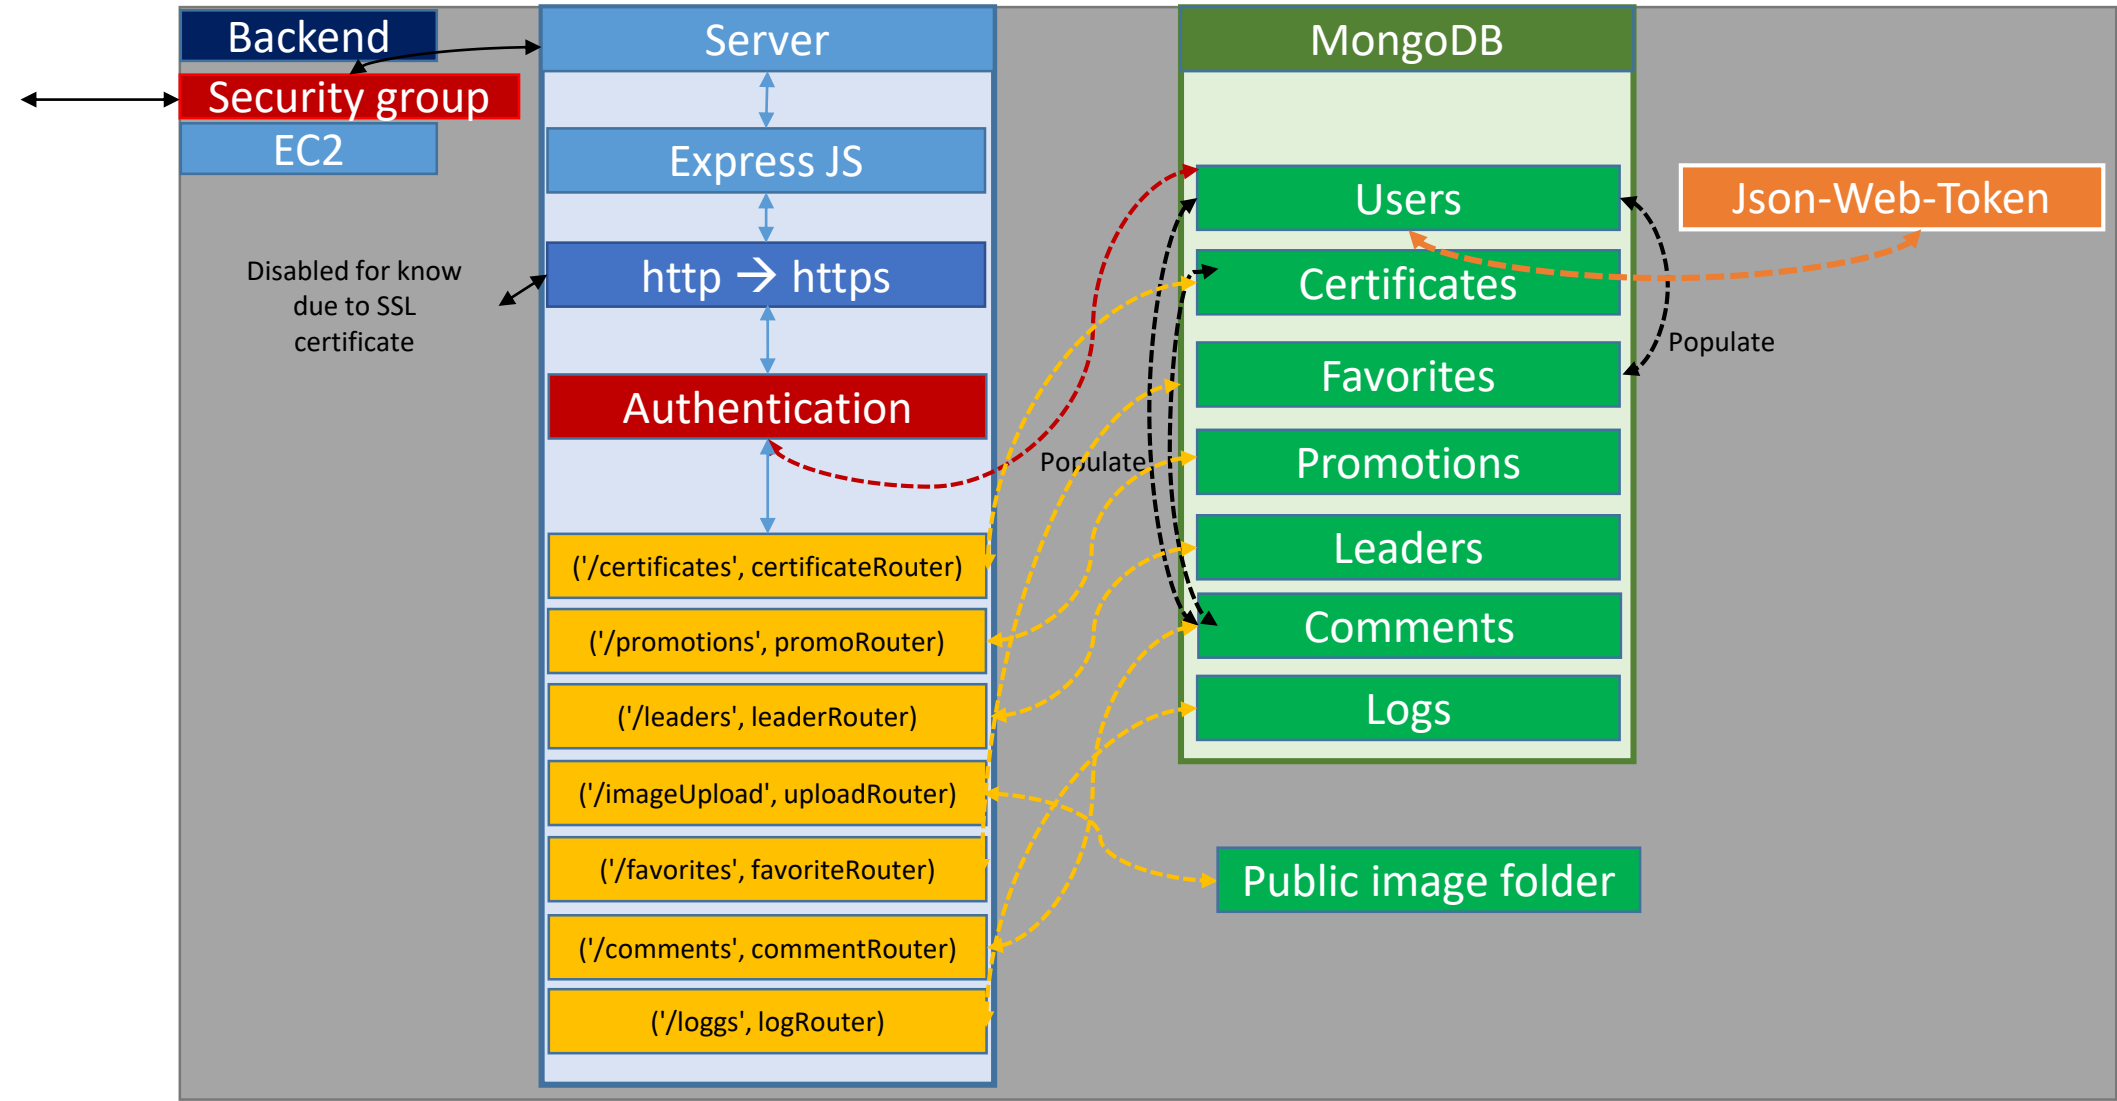 Backend
Security group
EC2
Disabled for know
due to SSL
certificate
Server
Express JS
http → https
Authentication
('/certificates', certificateRouter)
('/promotions', promoRouter)
('/leaders', leaderRouter)
('/imageUpload', uploadRouter)
('/favorites', favoriteRouter)
('/comments', commentRouter)
('/loggs', logRouter)
Populate
MongoDB
Users
Certificates
Favorites
Promotions
Leaders
Comments
Logs
Public image folder
Json-Web-Token
Populate